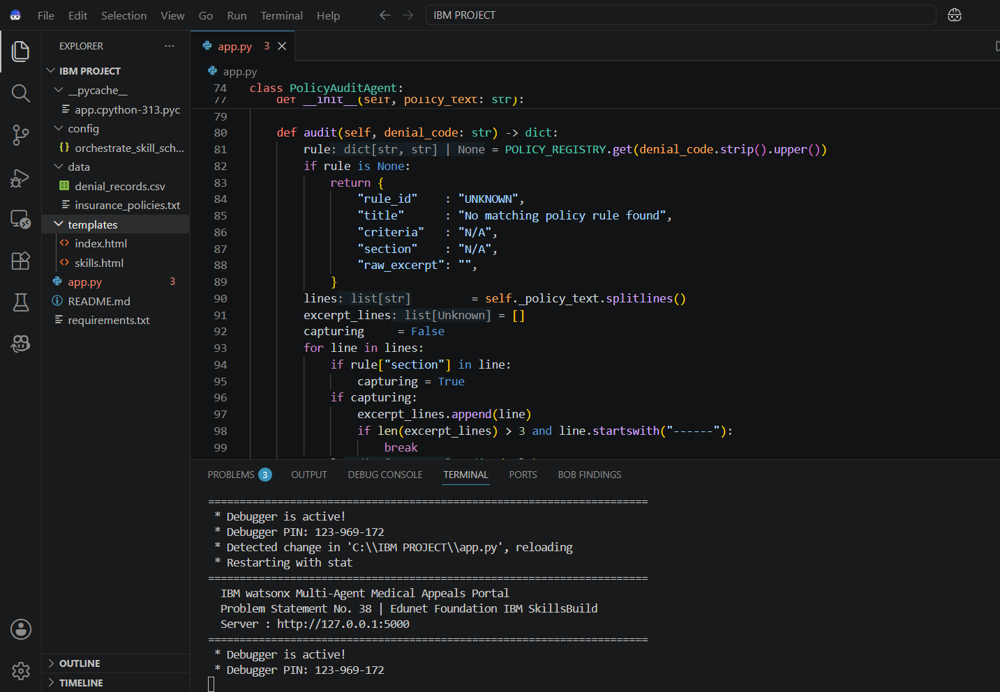 File Edit Selection View Go Run Terminal Help
IBM PROJECT
EXPLORER
IBM PROJECT
__pycache__
app.cpython-313.pyc
config
orchestrate_skill_sch...
data
denial_records.csv
insurance_policies.txt
templates
index.html
skills.html
app.py 3
README.md
requirements.txt
OUTLINE
TIMELINE
app.py 3
app.py
74 class PolicyAuditAgent:
77 def __init__(self, policy_text: str):
79
80 def audit(self, denial_code: str) -> dict:
81 rule: dict[str, str] | None = POLICY_REGISTRY.get(denial_code.strip().upper())
82 if rule is None:
83 return {
84 "rule_id" : "UNKNOWN",
85 "title" : "No matching policy rule found",
86 "criteria" : "N/A",
87 "section" : "N/A",
88 "raw_excerpt": "",
89 }
90 lines: list[str] = self._policy_text.splitlines()
91 excerpt_lines: list[Unknown] = []
92 capturing = False
93 for line in lines:
94 if rule["section"] in line:
95 capturing = True
96 if capturing:
97 excerpt_lines.append(line)
98 if len(excerpt_lines) > 3 and line.startswith("------"):
99 break
PROBLEMS 3 OUTPUT DEBUG CONSOLE TERMINAL PORTS BOB FINDINGS
======================================================================
* Debugger is active!
* Debugger PIN: 123-969-172
* Detected change in 'C:\\IBM PROJECT\\app.py', reloading
* Restarting with stat
======================================================================
IBM watsonx Multi-Agent Medical Appeals Portal
Problem Statement No. 38 | Edunet Foundation IBM SkillsBuild
Server : http://127.0.0.1:5000
======================================================================
* Debugger is active!
* Debugger PIN: 123-969-172